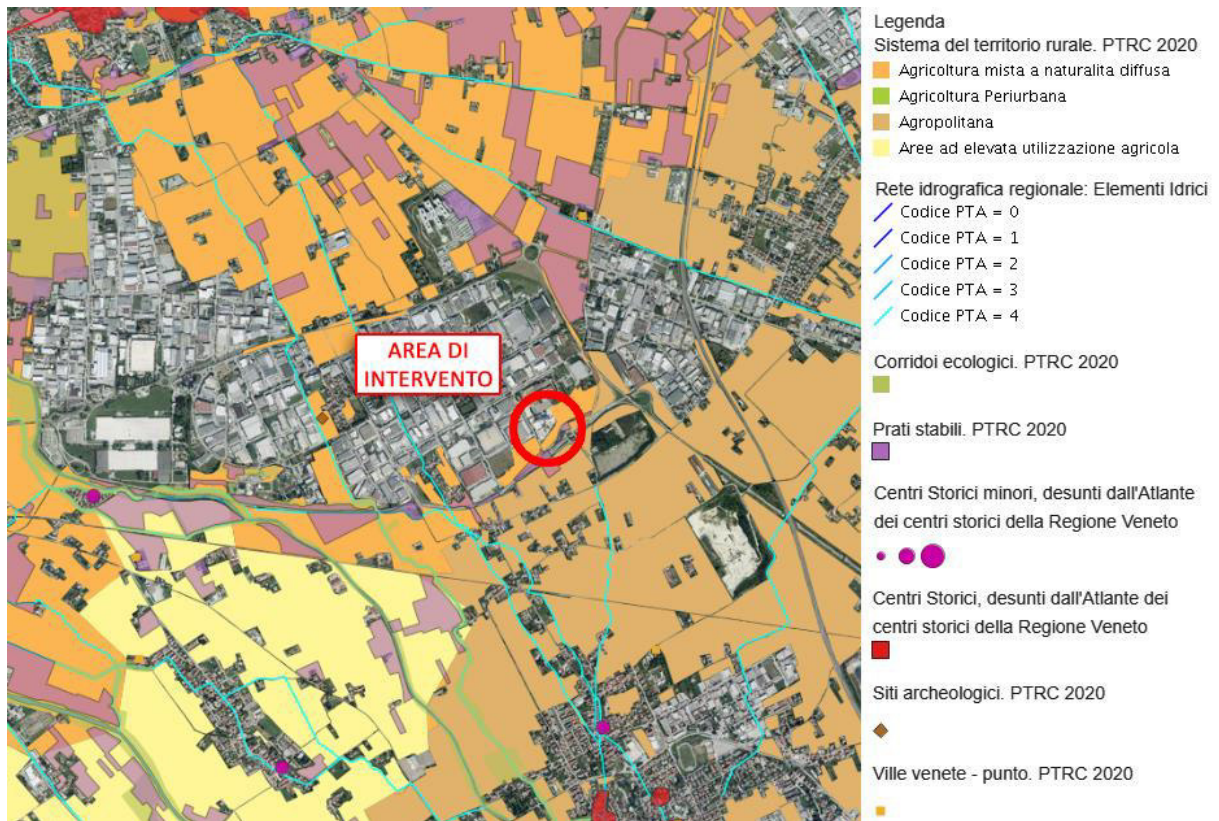 AREA DI
INTERVENTO
Legenda
Sistema del territorio rurale. PTRC 2020
Agricoltura mista a naturalita diffusa
Agricoltura Periurbana
Agropolitana
Aree ad elevata utilizzazione agricola
Rete idrografica regionale: Elementi Idrici
Codice PTA = 0
Codice PTA = 1
Codice PTA = 2
Codice PTA = 3
Codice PTA = 4
Corridoi ecologici. PTRC 2020
Prati stabili. PTRC 2020
Centri Storici minori, desunti dall'Atlante
dei centri storici della Regione Veneto
Centri Storici, desunti dall'Atlante dei
centri storici della Regione Veneto
Siti archeologici. PTRC 2020
Ville venete - punto. PTRC 2020